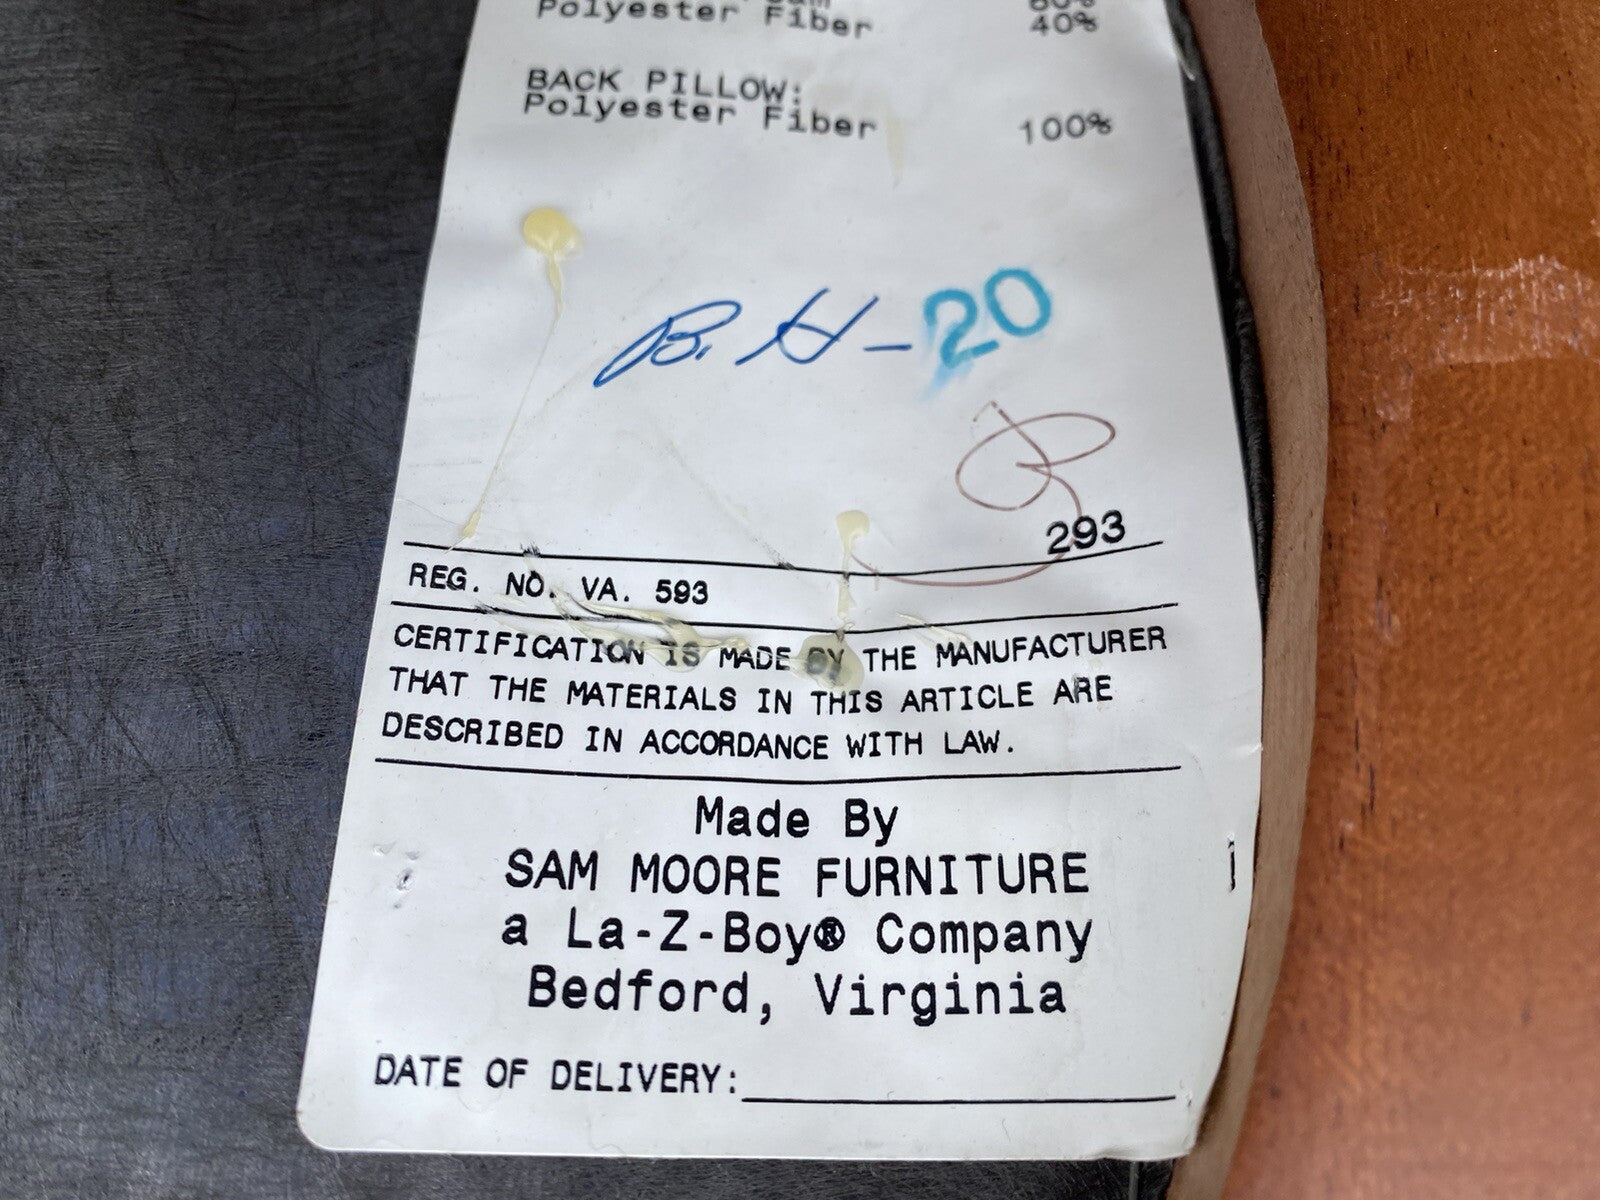 Polyester Fiber 40%
BACK PILLOW:
Polyester Fiber 100%
B. H - 20
293
REG. NO. VA. 593
CERTIFICATION IS MADE BY THE MANUFACTURER
THAT THE MATERIALS IN THIS ARTICLE ARE
DESCRIBED IN ACCORDANCE WITH LAW.
Made By
SAM MOORE FURNITURE
a La-Z-Boy® Company
Bedford, Virginia
DATE OF DELIVERY: